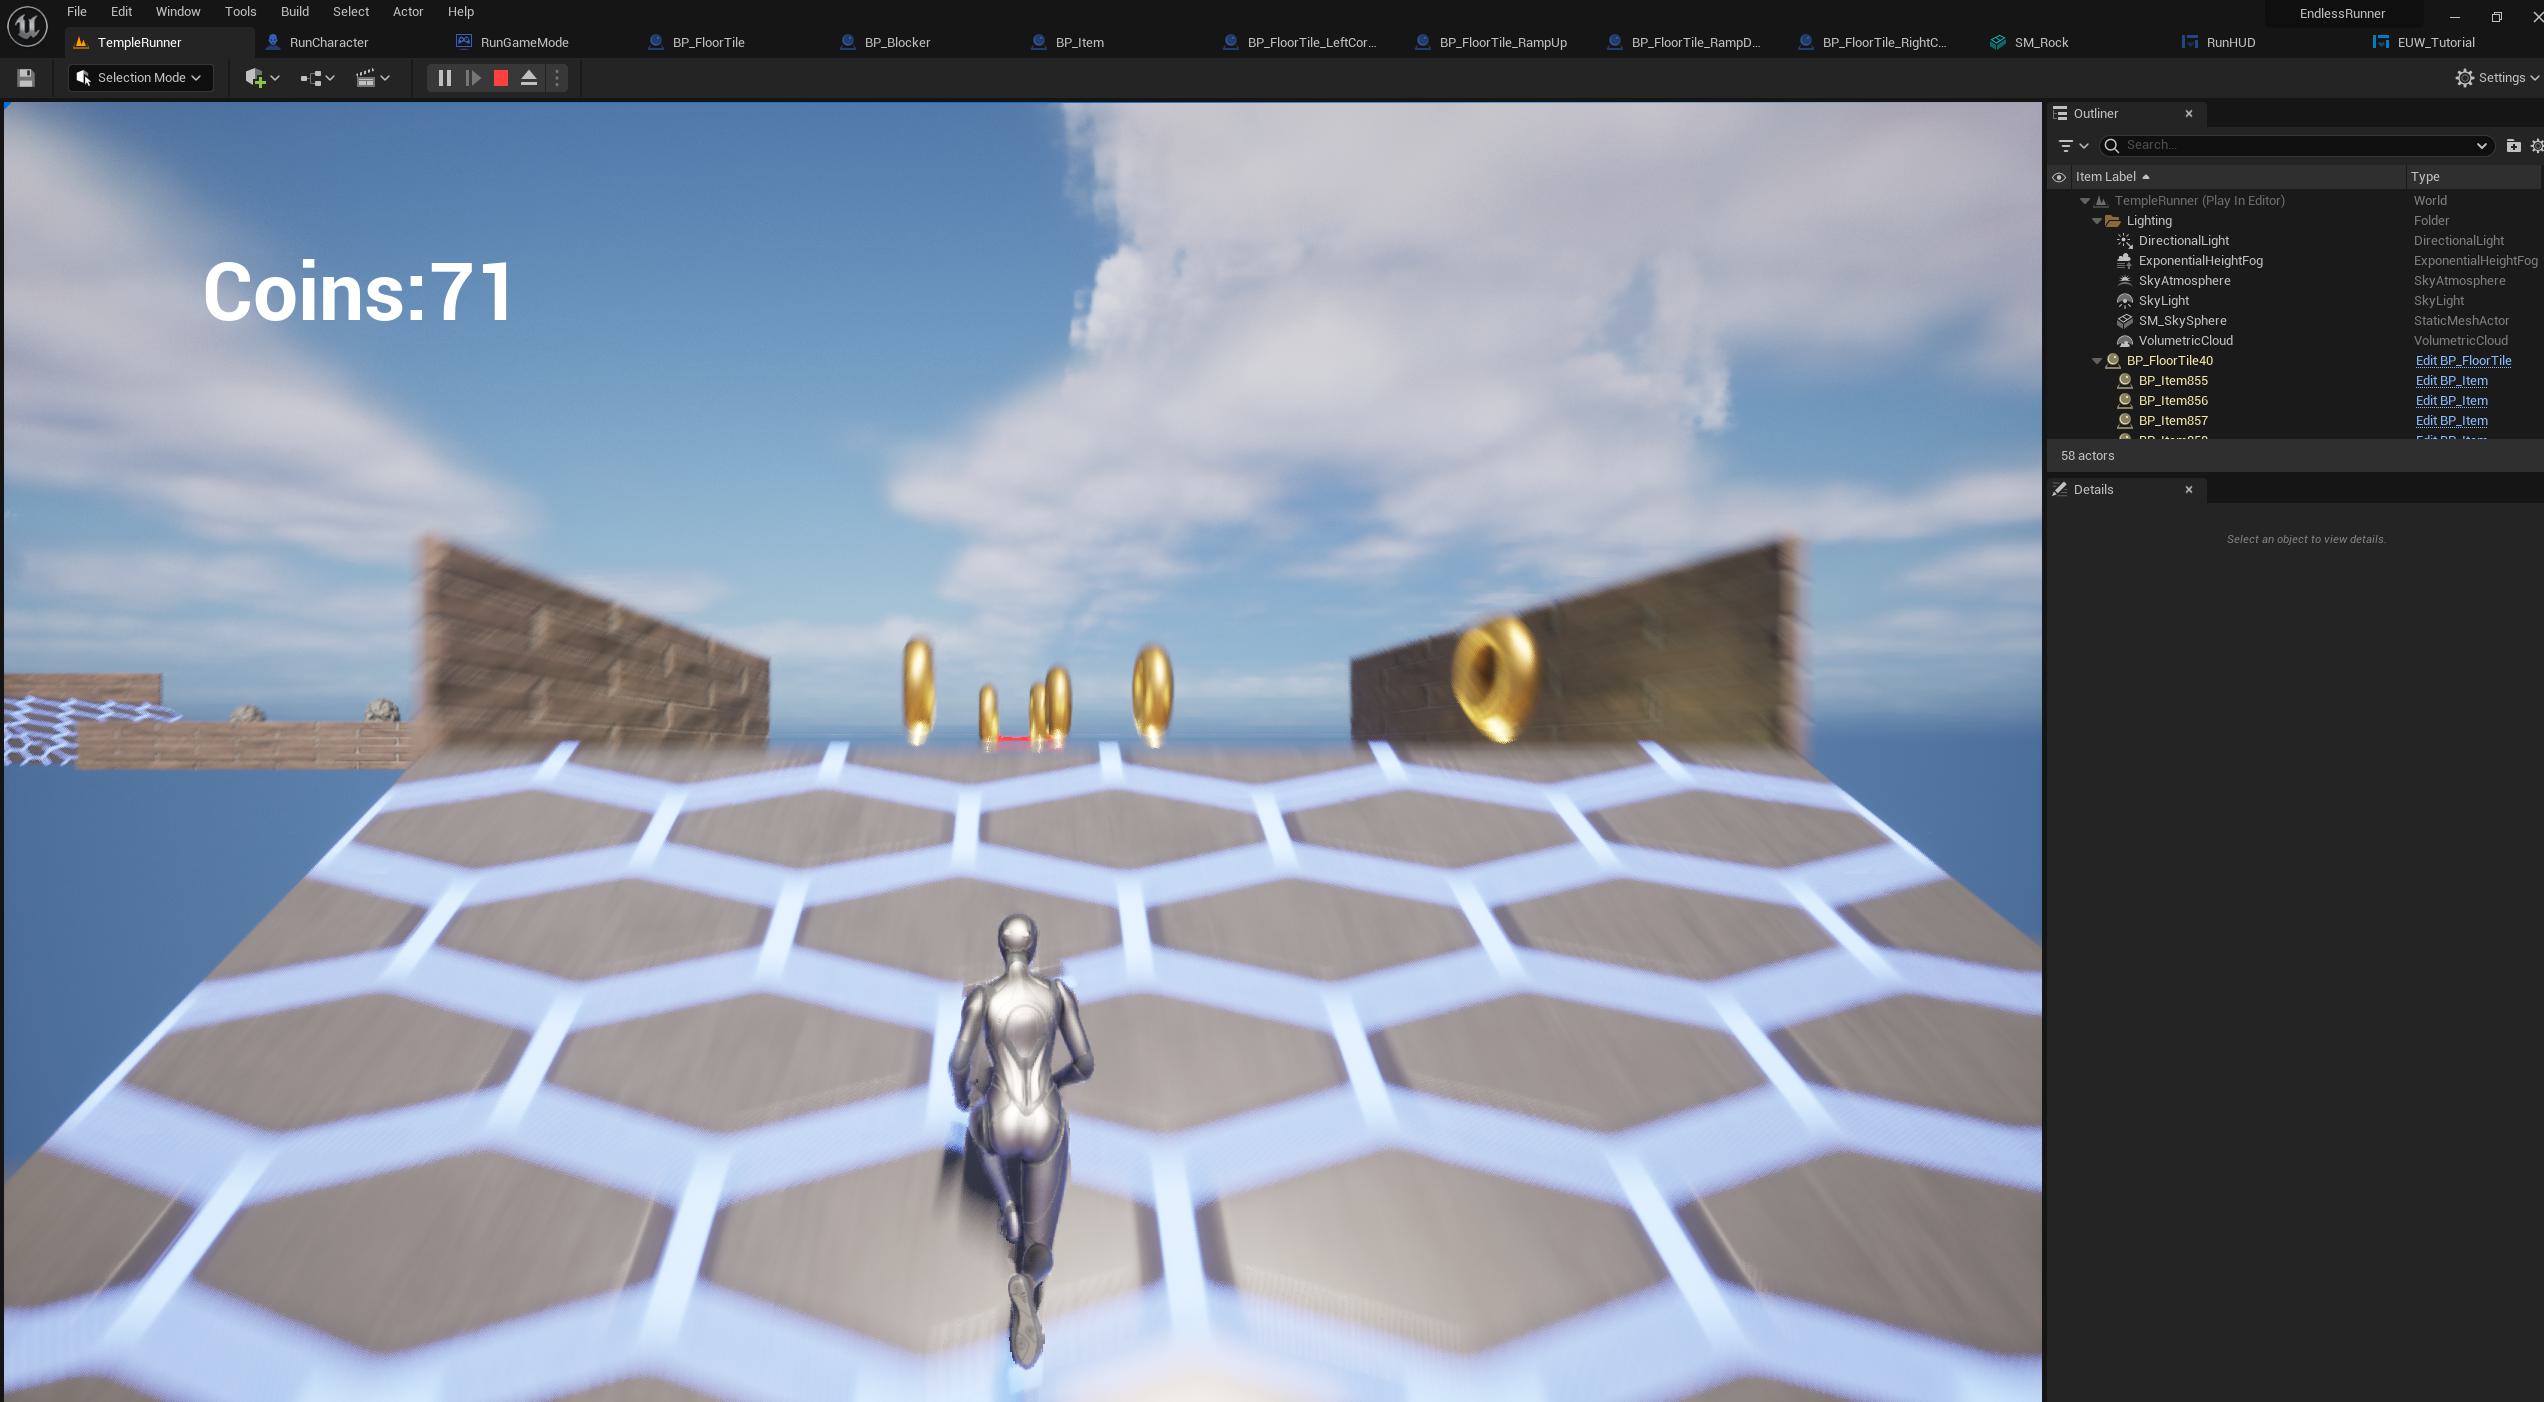 File Edit Window Tools Build Select Actor Help
EndlessRunner
TempleRunner RunCharacter RunGameMode BP_FloorTile BP_Blocker BP_Item BP_FloorTile_LeftCor... BP_FloorTile_RampUp BP_FloorTile_RampD... BP_FloorTile_RightC... SM_Rock RunHUD EUW_Tutorial
Selection Mode
Settings
Coins:71
Outliner
Search...
Item Label Type
TempleRunner (Play In Editor) World
Lighting Folder
DirectionalLight DirectionalLight
ExponentialHeightFog ExponentialHeightFog
SkyAtmosphere SkyAtmosphere
SkyLight SkyLight
SM_SkySphere StaticMeshActor
VolumetricCloud VolumetricCloud
BP_FloorTile40 Edit BP_FloorTile
BP_Item855 Edit BP_Item
BP_Item856 Edit BP_Item
BP_Item857 Edit BP_Item
58 actors
Details
Select an object to view details.